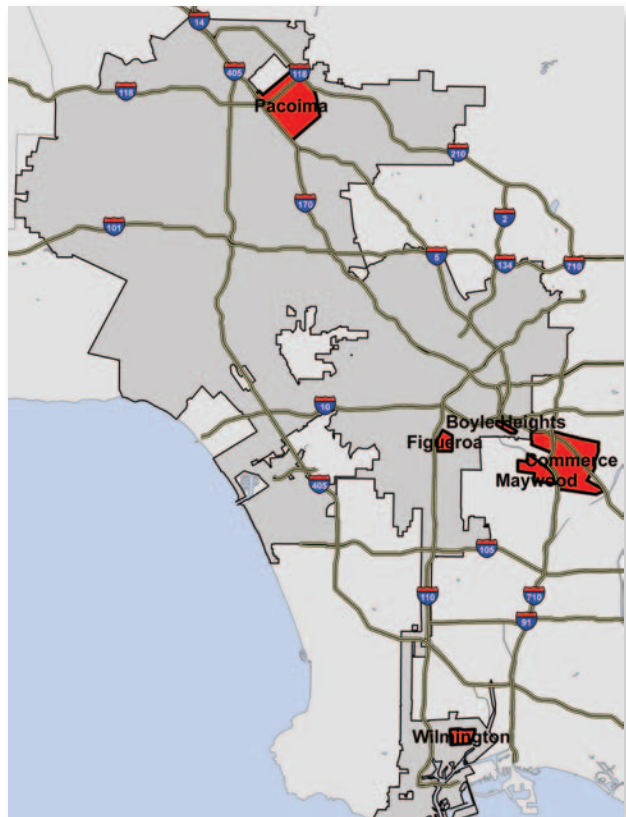 14
405
118
Pacoima
118
210
170
2
101
5
134
710
10
Boyle Heights
Figueroa
Commerce
Maywood
405
105
110
710
91
Wilmington